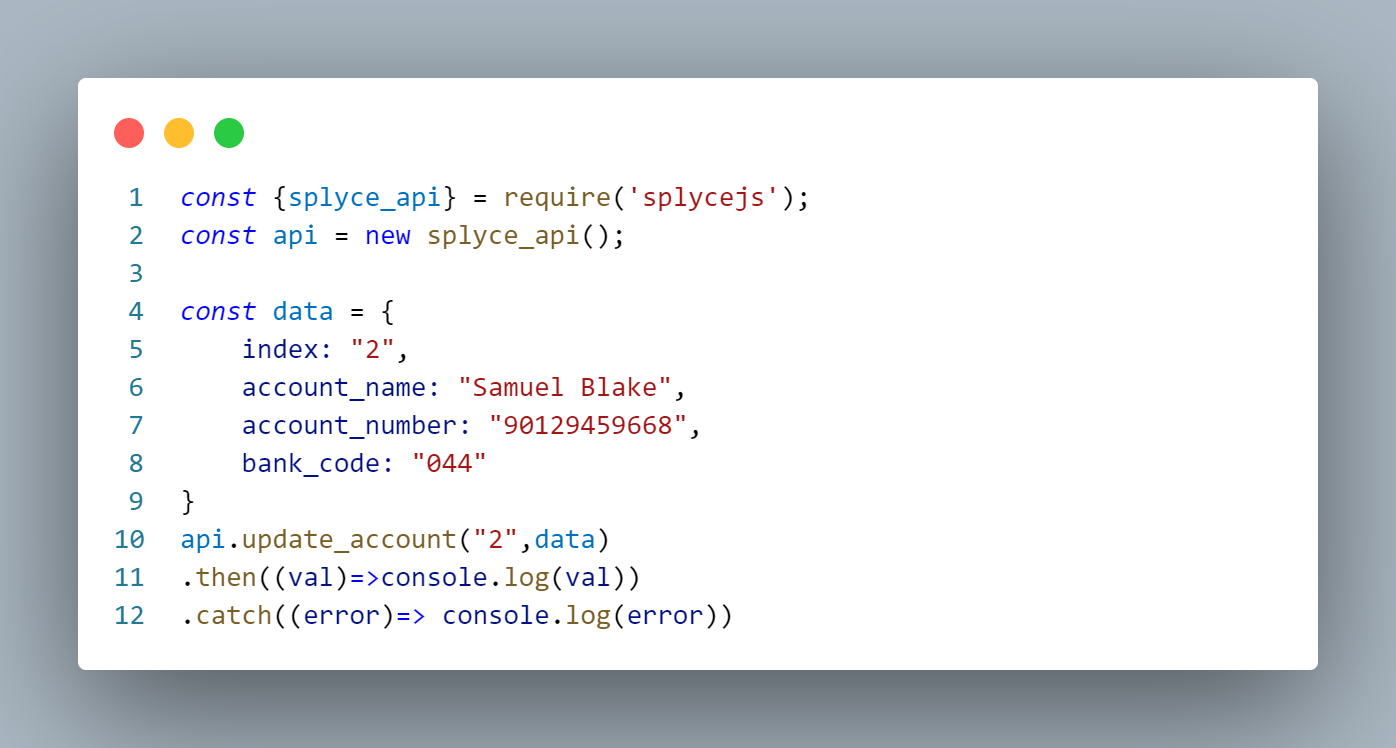 1 const {splyce_api} = require('splycejs');
2 const api = new splyce_api();
3
4 const data = {
5     index: "2",
6     account_name: "Samuel Blake",
7     account_number: "90129459668",
8     bank_code: "044"
9 }
10 api.update_account("2",data)
11 .then((val)=>console.log(val))
12 .catch((error)=> console.log(error))